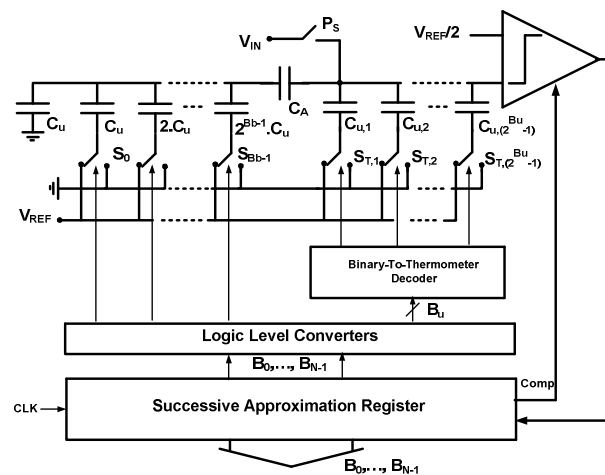 P_S
V_IN
V_REF/2
C_A
C_u
C_u
2.C_u
2^Bb-1.C_u
C_u,1
C_u,2
C_u,(2^Bu-1)
S_0
S_Bb-1
S_T,1
S_T,2
S_T,(2^Bu-1)
V_REF
Binary-To-Thermometer
Decoder
B_u
Logic Level Converters
B_0,…, B_N-1
Comp
CLK
Successive Approximation Register
B_0,…, B_N-1